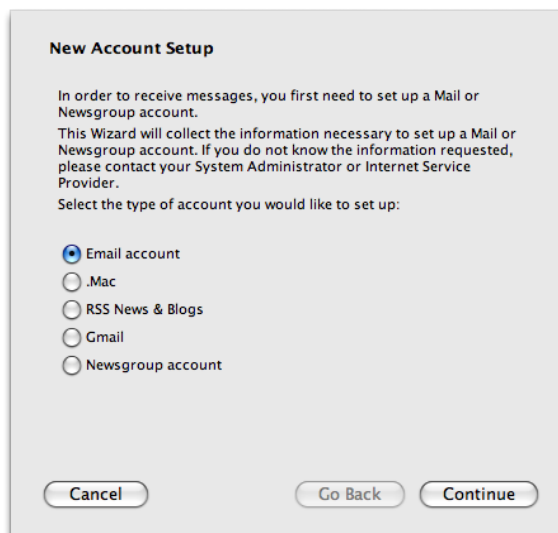 New Account Setup
In order to receive messages, you first need to set up a Mail or
Newsgroup account.
This Wizard will collect the information necessary to set up a Mail or
Newsgroup account. If you do not know the information requested,
please contact your System Administrator or Internet Service
Provider.
Select the type of account you would like to set up:
Email account
.Mac
RSS News & Blogs
Gmail
Newsgroup account
Cancel Go Back Continue